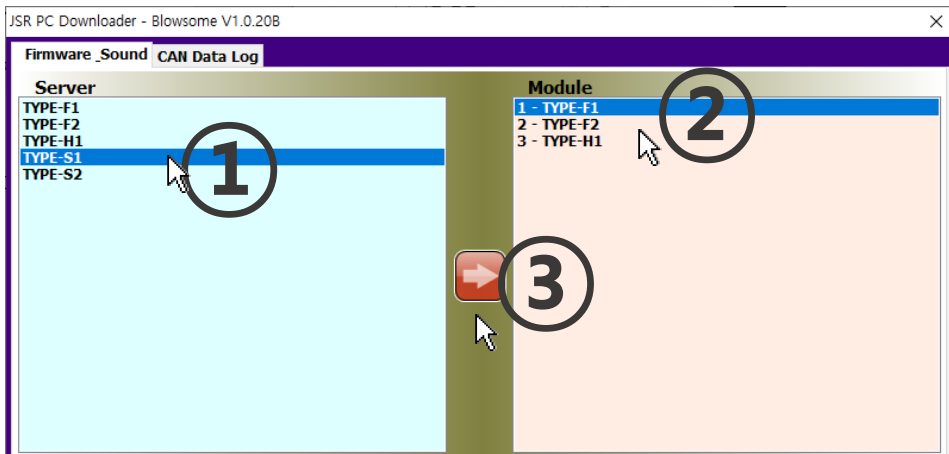 JSR PC Downloader - Blowsome V1.0.20B
Firmware _Sound CAN Data Log
Server
TYPE-F1
TYPE-F2
TYPE-H1
TYPE-S1
TYPE-S2
①
③
Module
1 - TYPE-F1
2 - TYPE-F2
3 - TYPE-H1
②